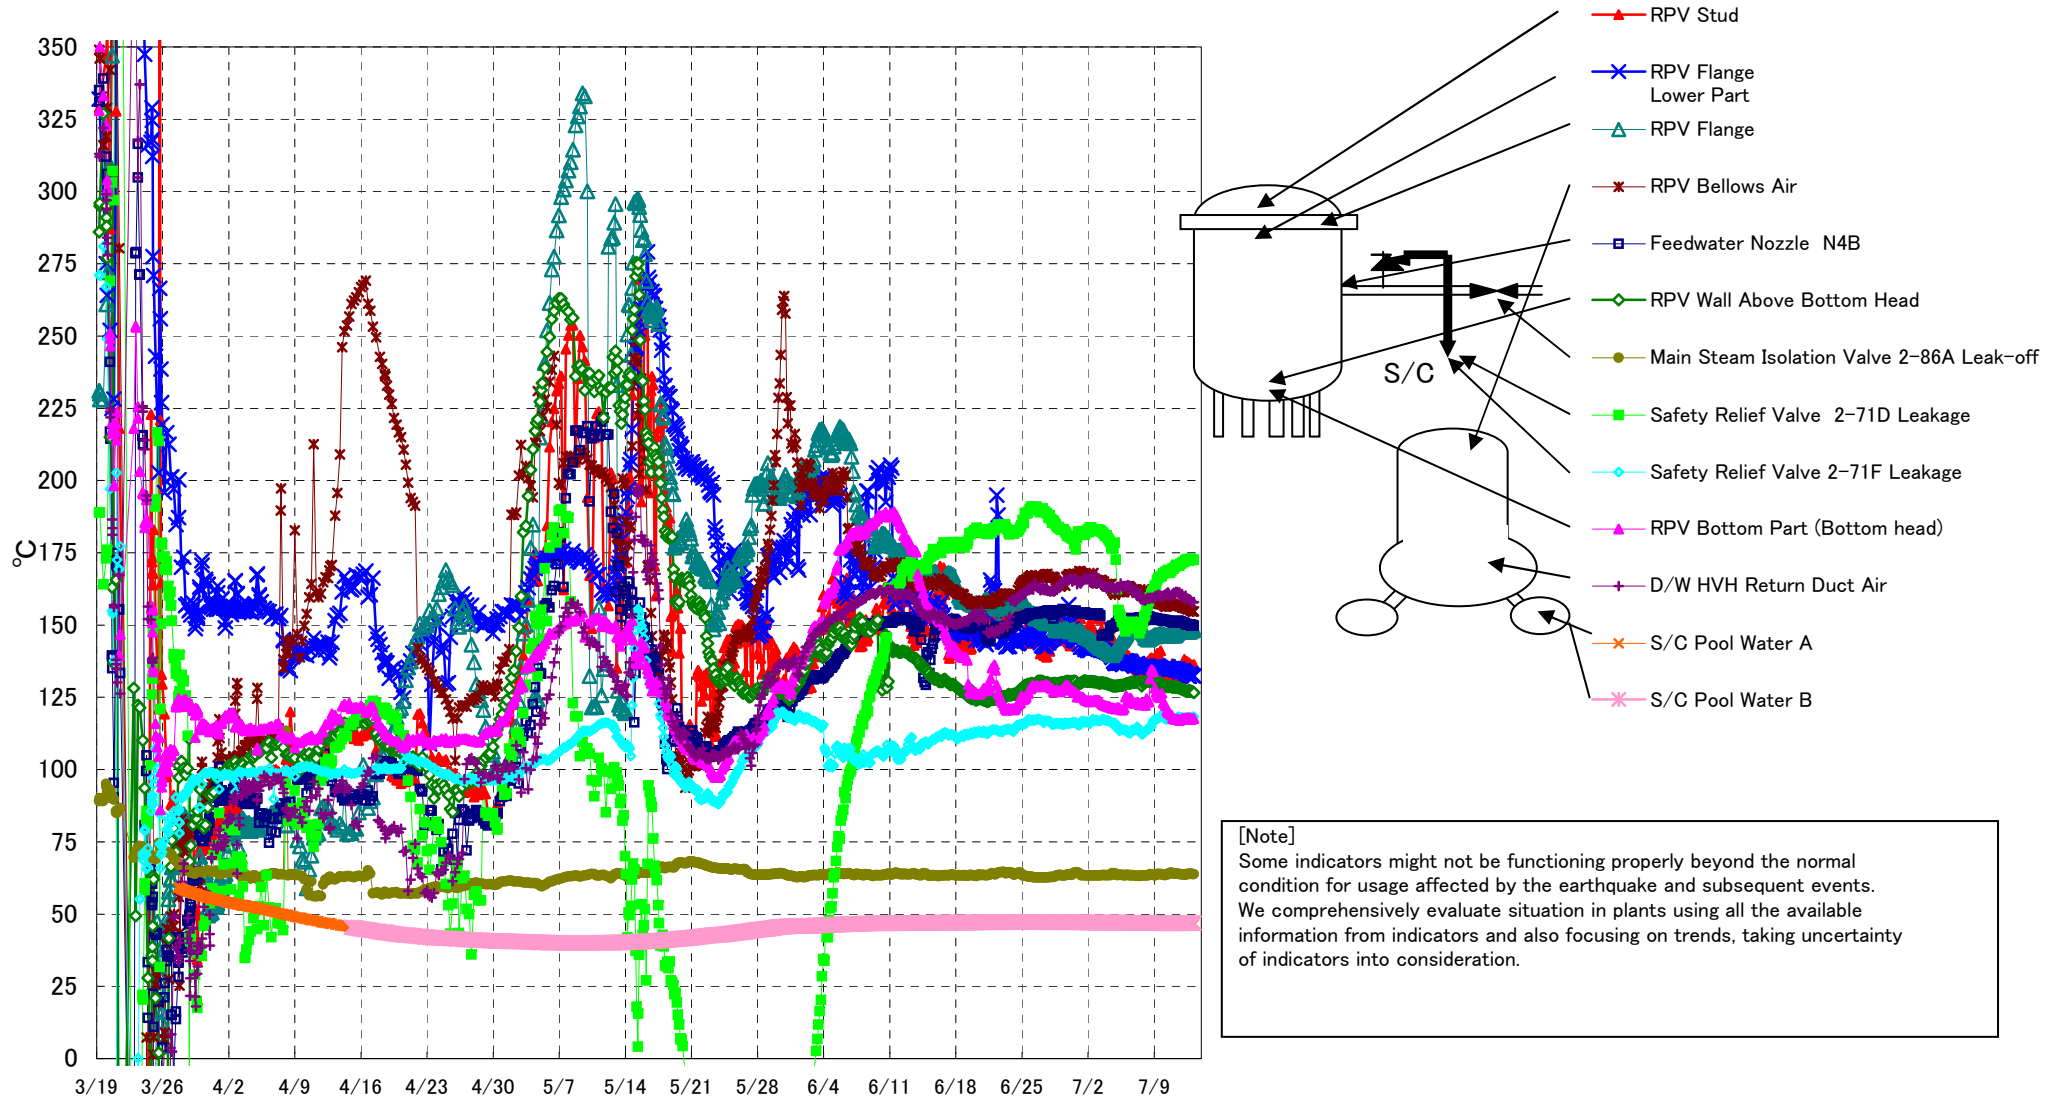 350
325
300
275
250
225
200
175
150
125
100
75
50
25
0
℃
3/19 3/26 4/2 4/9 4/16 4/23 4/30 5/7 5/14 5/21 5/28 6/4 6/11 6/18 6/25 7/2 7/9
RPV Stud
RPV Flange
Lower Part
RPV Flange
RPV Bellows Air
Feedwater Nozzle N4B
RPV Wall Above Bottom Head
Main Steam Isolation Valve 2-86A Leak-off
Safety Relief Valve 2-71D Leakage
Safety Relief Valve 2-71F Leakage
RPV Bottom Part (Bottom head)
D/W HVH Return Duct Air
S/C Pool Water A
S/C Pool Water B
S/C
[Note]
Some indicators might not be functioning properly beyond the normal
condition for usage affected by the earthquake and subsequent events.
We comprehensively evaluate situation in plants using all the available
information from indicators and also focusing on trends, taking uncertainty
of indicators into consideration.